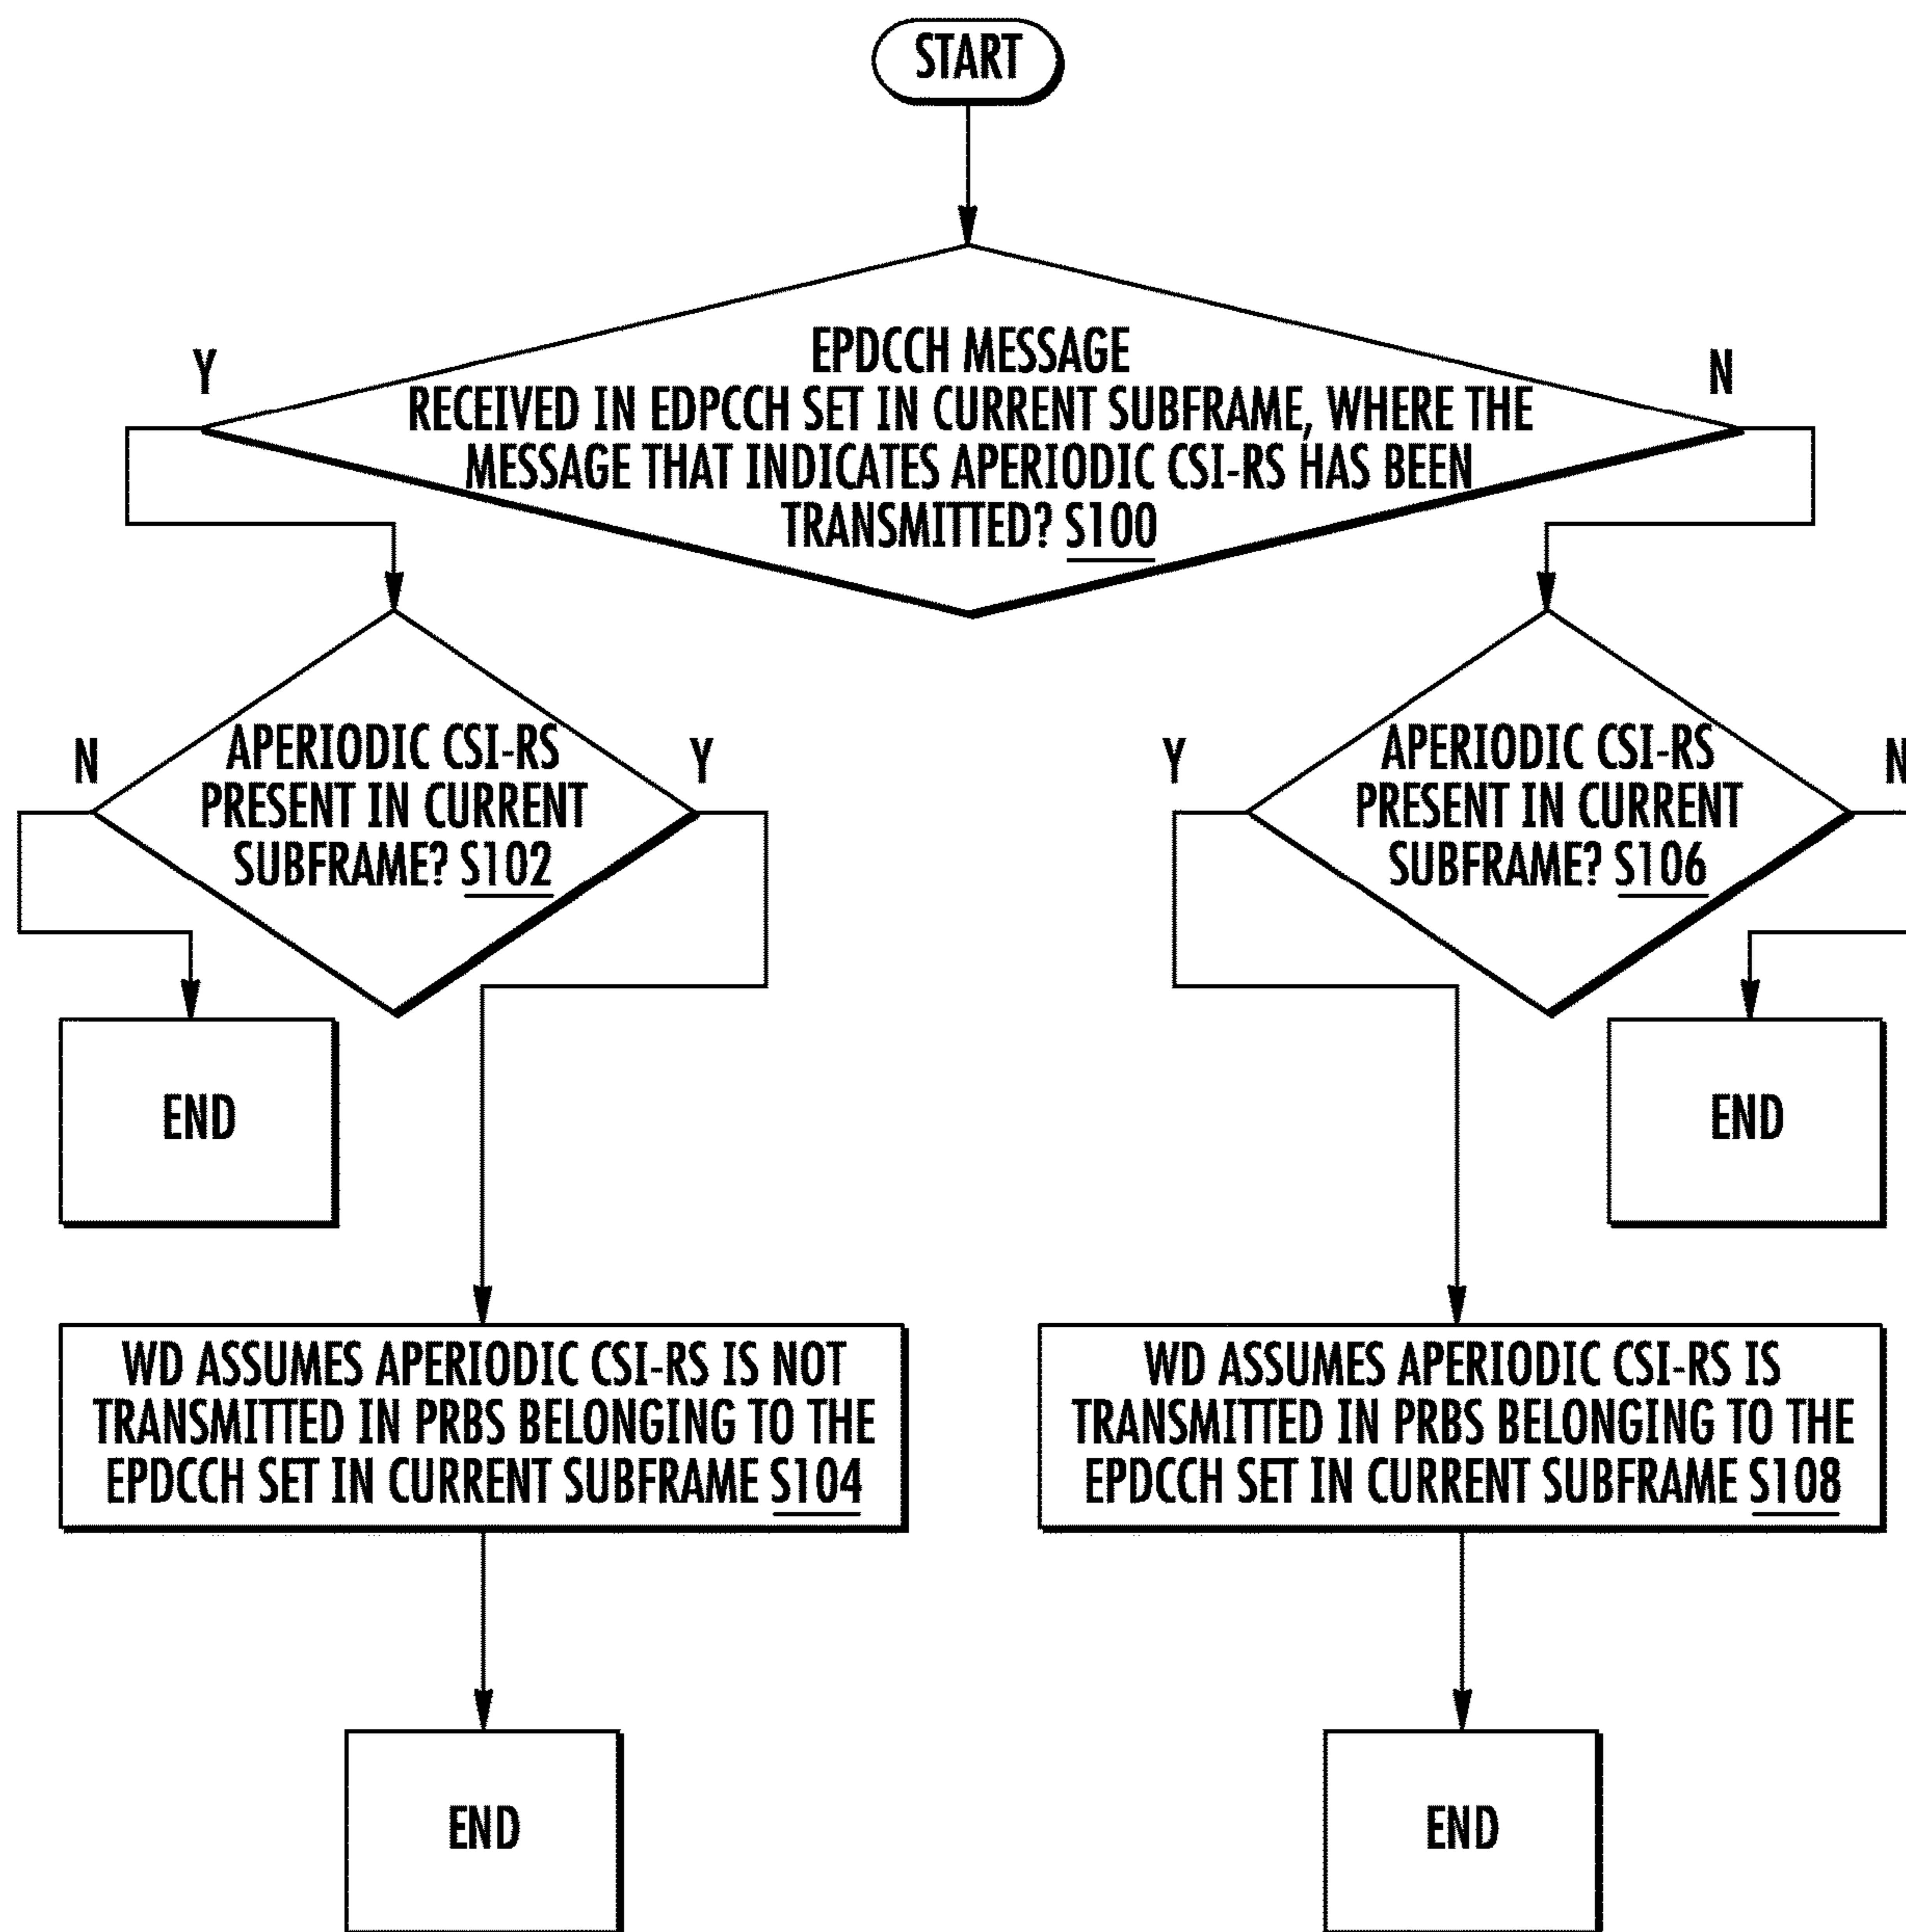 START
Y
N
EPDCCH MESSAGE
RECEIVED IN EDPCCH SET IN CURRENT SUBFRAME, WHERE THE
MESSAGE THAT INDICATES APERIODIC CSI-RS HAS BEEN
TRANSMITTED? S100
N
APERIODIC CSI-RS
PRESENT IN CURRENT
SUBFRAME? S102
Y
Y
APERIODIC CSI-RS
PRESENT IN CURRENT
SUBFRAME? S106
N
END
END
WD ASSUMES APERIODIC CSI-RS IS NOT
TRANSMITTED IN PRBS BELONGING TO THE
EPDCCH SET IN CURRENT SUBFRAME S104
WD ASSUMES APERIODIC CSI-RS IS
TRANSMITTED IN PRBS BELONGING TO THE
EPDCCH SET IN CURRENT SUBFRAME S108
END
END